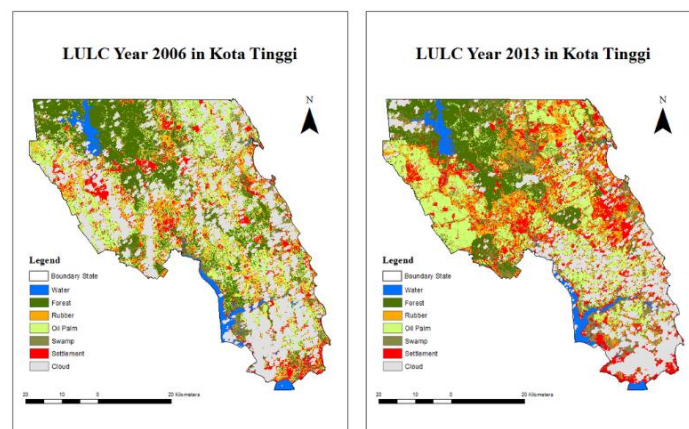 LULC Year 2006 in Kota Tinggi
N
Legend
Boundary State
Water
Forest
Rubber
Oil Palm
Swamp
Settlement
Cloud
20 10 0 20 Kilometers
LULC Year 2013 in Kota Tinggi
N
Legend
Boundary State
Water
Forest
Rubber
Oil Palm
Swamp
Settlement
Cloud
20 10 0 20 Kilometers